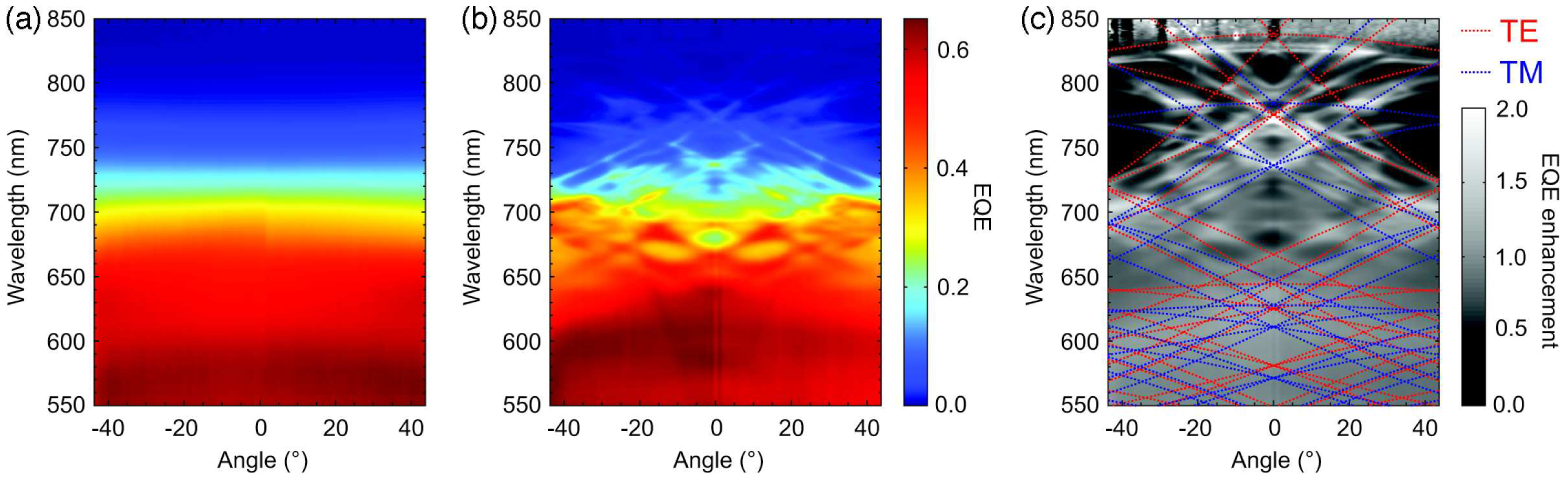 (a)
850
800
750
700
650
600
550
Wavelength (nm)
-40 -20 0 20 40
Angle (°)
(b)
850
800
750
700
650
600
550
Wavelength (nm)
-40 -20 0 20 40
Angle (°)
0.6
0.4
0.2
0.0
EQE
(c)
850
800
750
700
650
600
550
Wavelength (nm)
-40 -20 0 20 40
Angle (°)
TE
TM
2.0
1.5
1.0
0.5
0.0
EQE enhancement